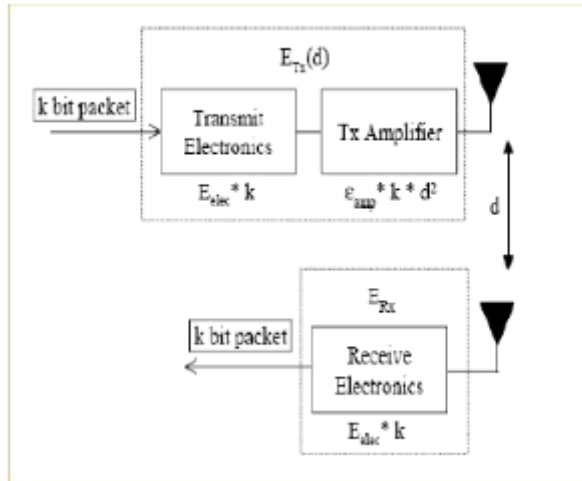 E_Tx(d)
k bit packet
Transmit
Electronics
Tx Amplifier
E_elec * k
ε_amp * k * d²
d
E_Rx
k bit packet
Receive
Electronics
E_elec * k